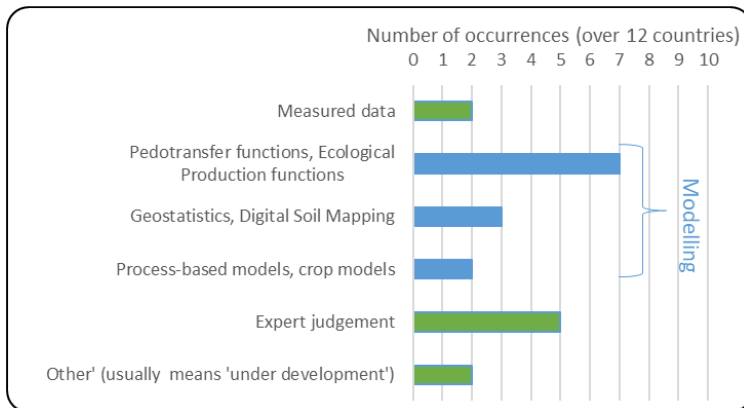 Number of occurrences (over 12 countries)
0 1 2 3 4 5 6 7 8 9 10
Measured data
Pedotransfer functions, Ecological
Production functions
Geostatistics, Digital Soil Mapping
Process-based models, crop models
Expert judgement
Other' (usually means 'under development')
Modelling